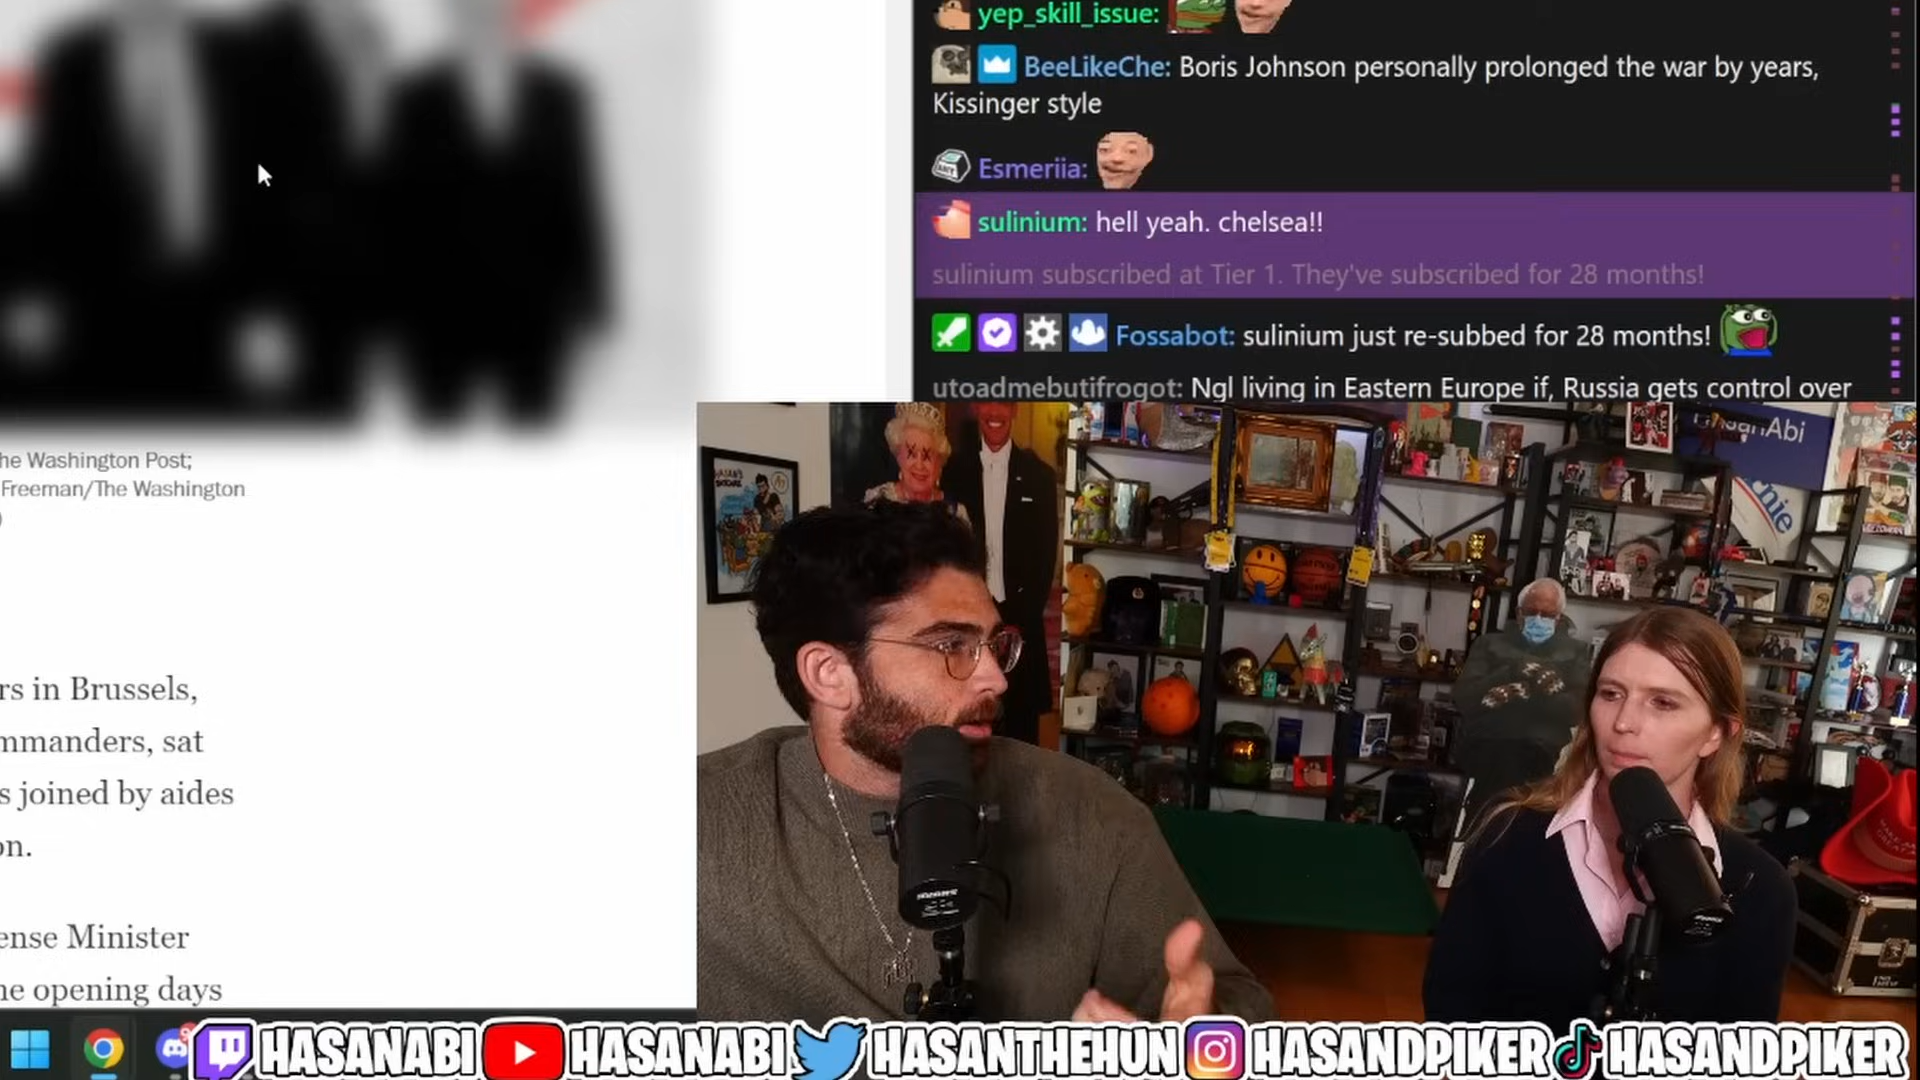 yep_skill_issue:
BeeLikeChe: Boris Johnson personally prolonged the war by years,
Kissinger style
Esmeriia:
sulinium: hell yeah. chelsea!!
sulinium subscribed at Tier 1. They've subscribed for 28 months!
Fossabot: sulinium just re-subbed for 28 months!
utoadmebutifrogot: Ngl living in Eastern Europe if, Russia gets control over
he Washington Post;
Freeman/The Washington
)
rs in Brussels,
mmanders, sat
s joined by aides
on.
ense Minister
ne opening days
HASANABI HASANABI HASANTHEHUN HASANDPIKER HASANDPIKER